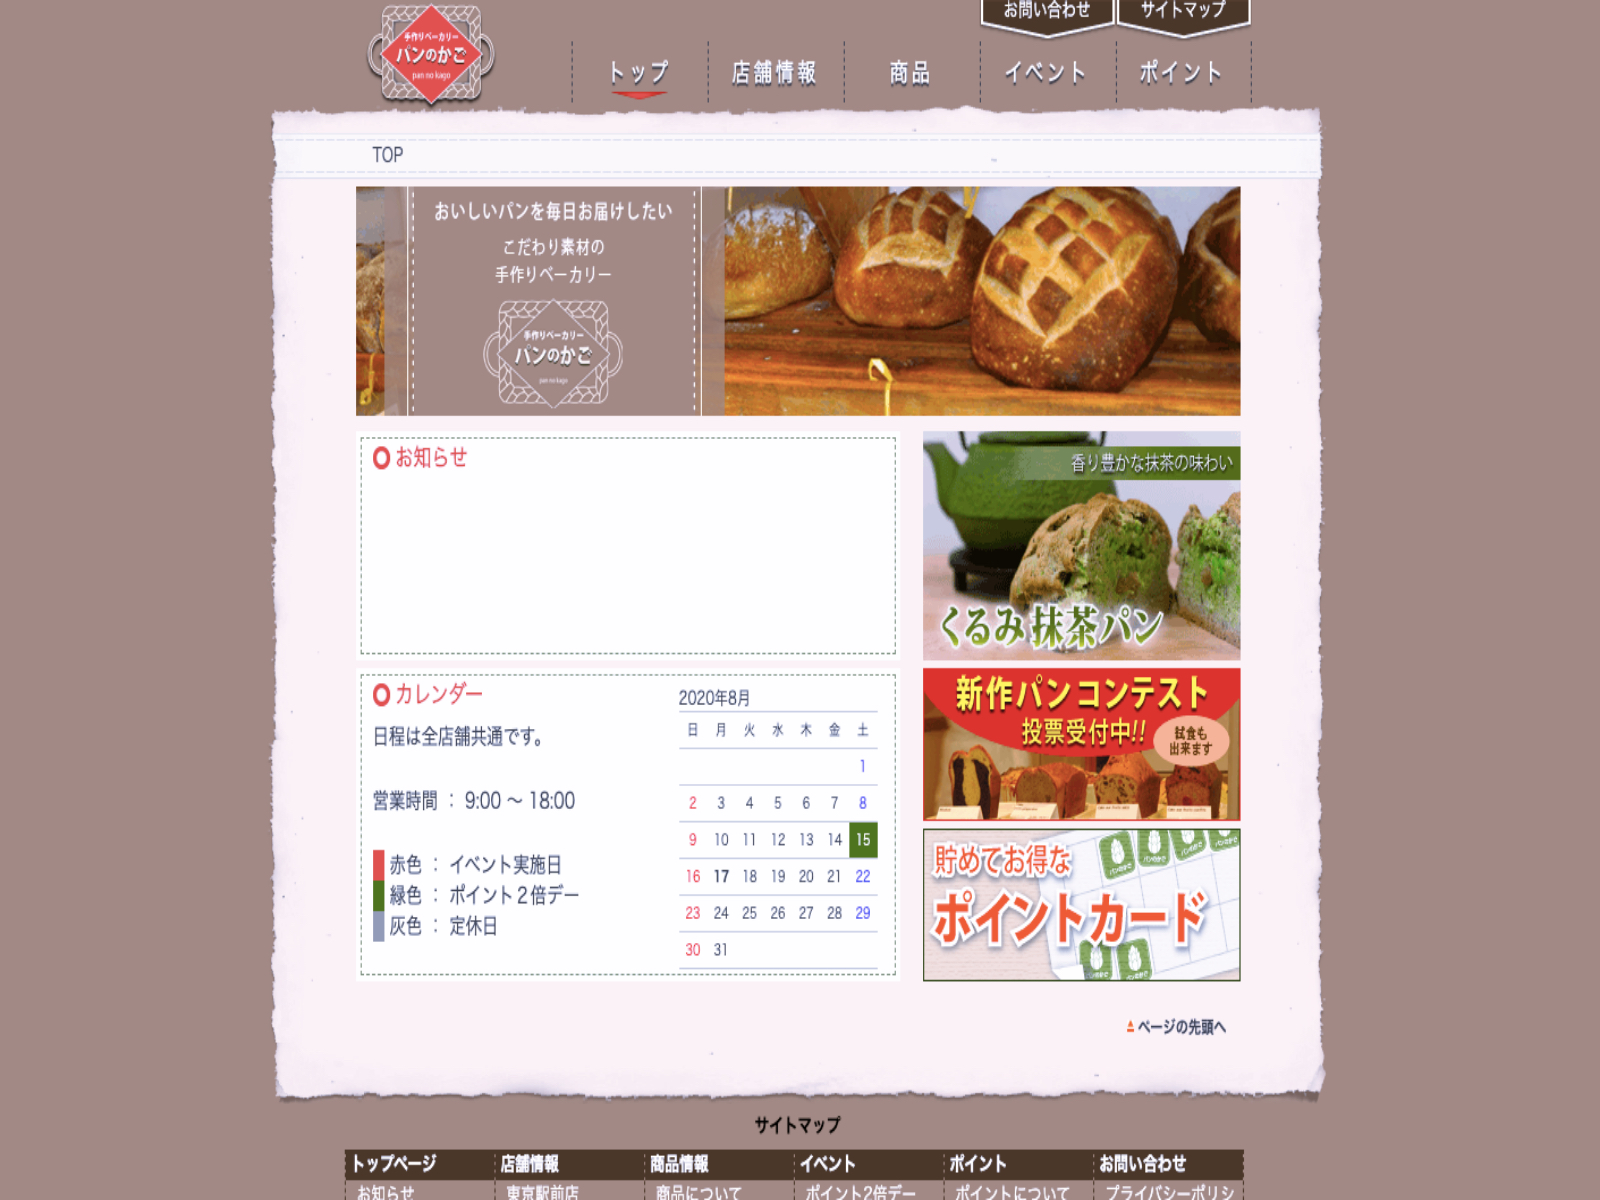 お問い合わせ
サイトマップ
手作りベーカリー
パンのかご
pan no kago
トップ
店舗情報
商品
イベント
ポイント
TOP
おいしいパンを毎日お届けしたい
こだわり素材の
手作りベーカリー
手作りベーカリー
パンのかご
pan no kago
お知らせ
香り豊かな抹茶の味わい
くるみ抹茶パン
カレンダー
日程は全店舗共通です。
営業時間 : 9:00 ～ 18:00
赤色 : イベント実施日
緑色 : ポイント２倍デー
灰色 : 定休日
2020年8月
日 月 火 水 木 金 土
1
2 3 4 5 6 7 8
9 10 11 12 13 14 15
16 17 18 19 20 21 22
23 24 25 26 27 28 29
30 31
新作パンコンテスト
投票受付中!!
試食も
出来ます
貯めてお得な
ポイントカード
ページの先頭へ
サイトマップ
トップページ 店舗情報 商品情報 イベント ポイント お問い合わせ
お知らせ 東京駅前店 商品について ポイント2倍デー ポイントについて プライバシーポリシ